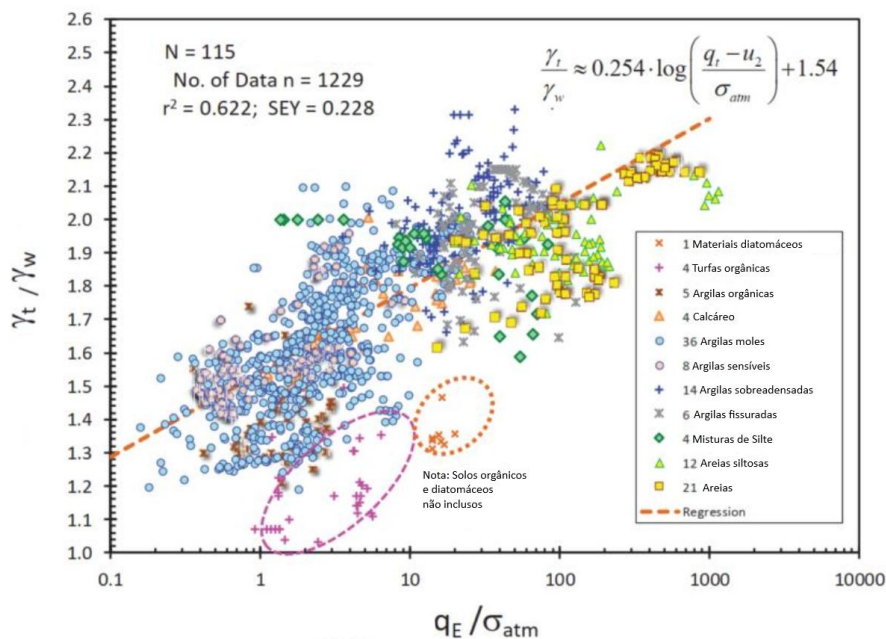 2.6
2.5
2.4
2.3
2.2
2.1
2.0
1.9
1.8
1.7
1.6
1.5
1.4
1.3
1.2
1.1
1.0
γt /γw
N = 115
No. of Data n = 1229
r² = 0.622; SEY = 0.228
γt/γw ≈ 0.254·log((qt − u2)/σatm) + 1.54
1 Materiais diatomáceos
4 Turfas orgânicas
5 Argilas orgânicas
4 Calcáreo
36 Argilas moles
8 Argilas sensíveis
14 Argilas sobreadensadas
6 Argilas fissuradas
4 Misturas de Silte
12 Areias siltosas
21 Areias
Regression
Nota: Solos orgânicos
e diatomáceos
não inclusos
0.1 1 10 100 1000 10000
qE /σatm